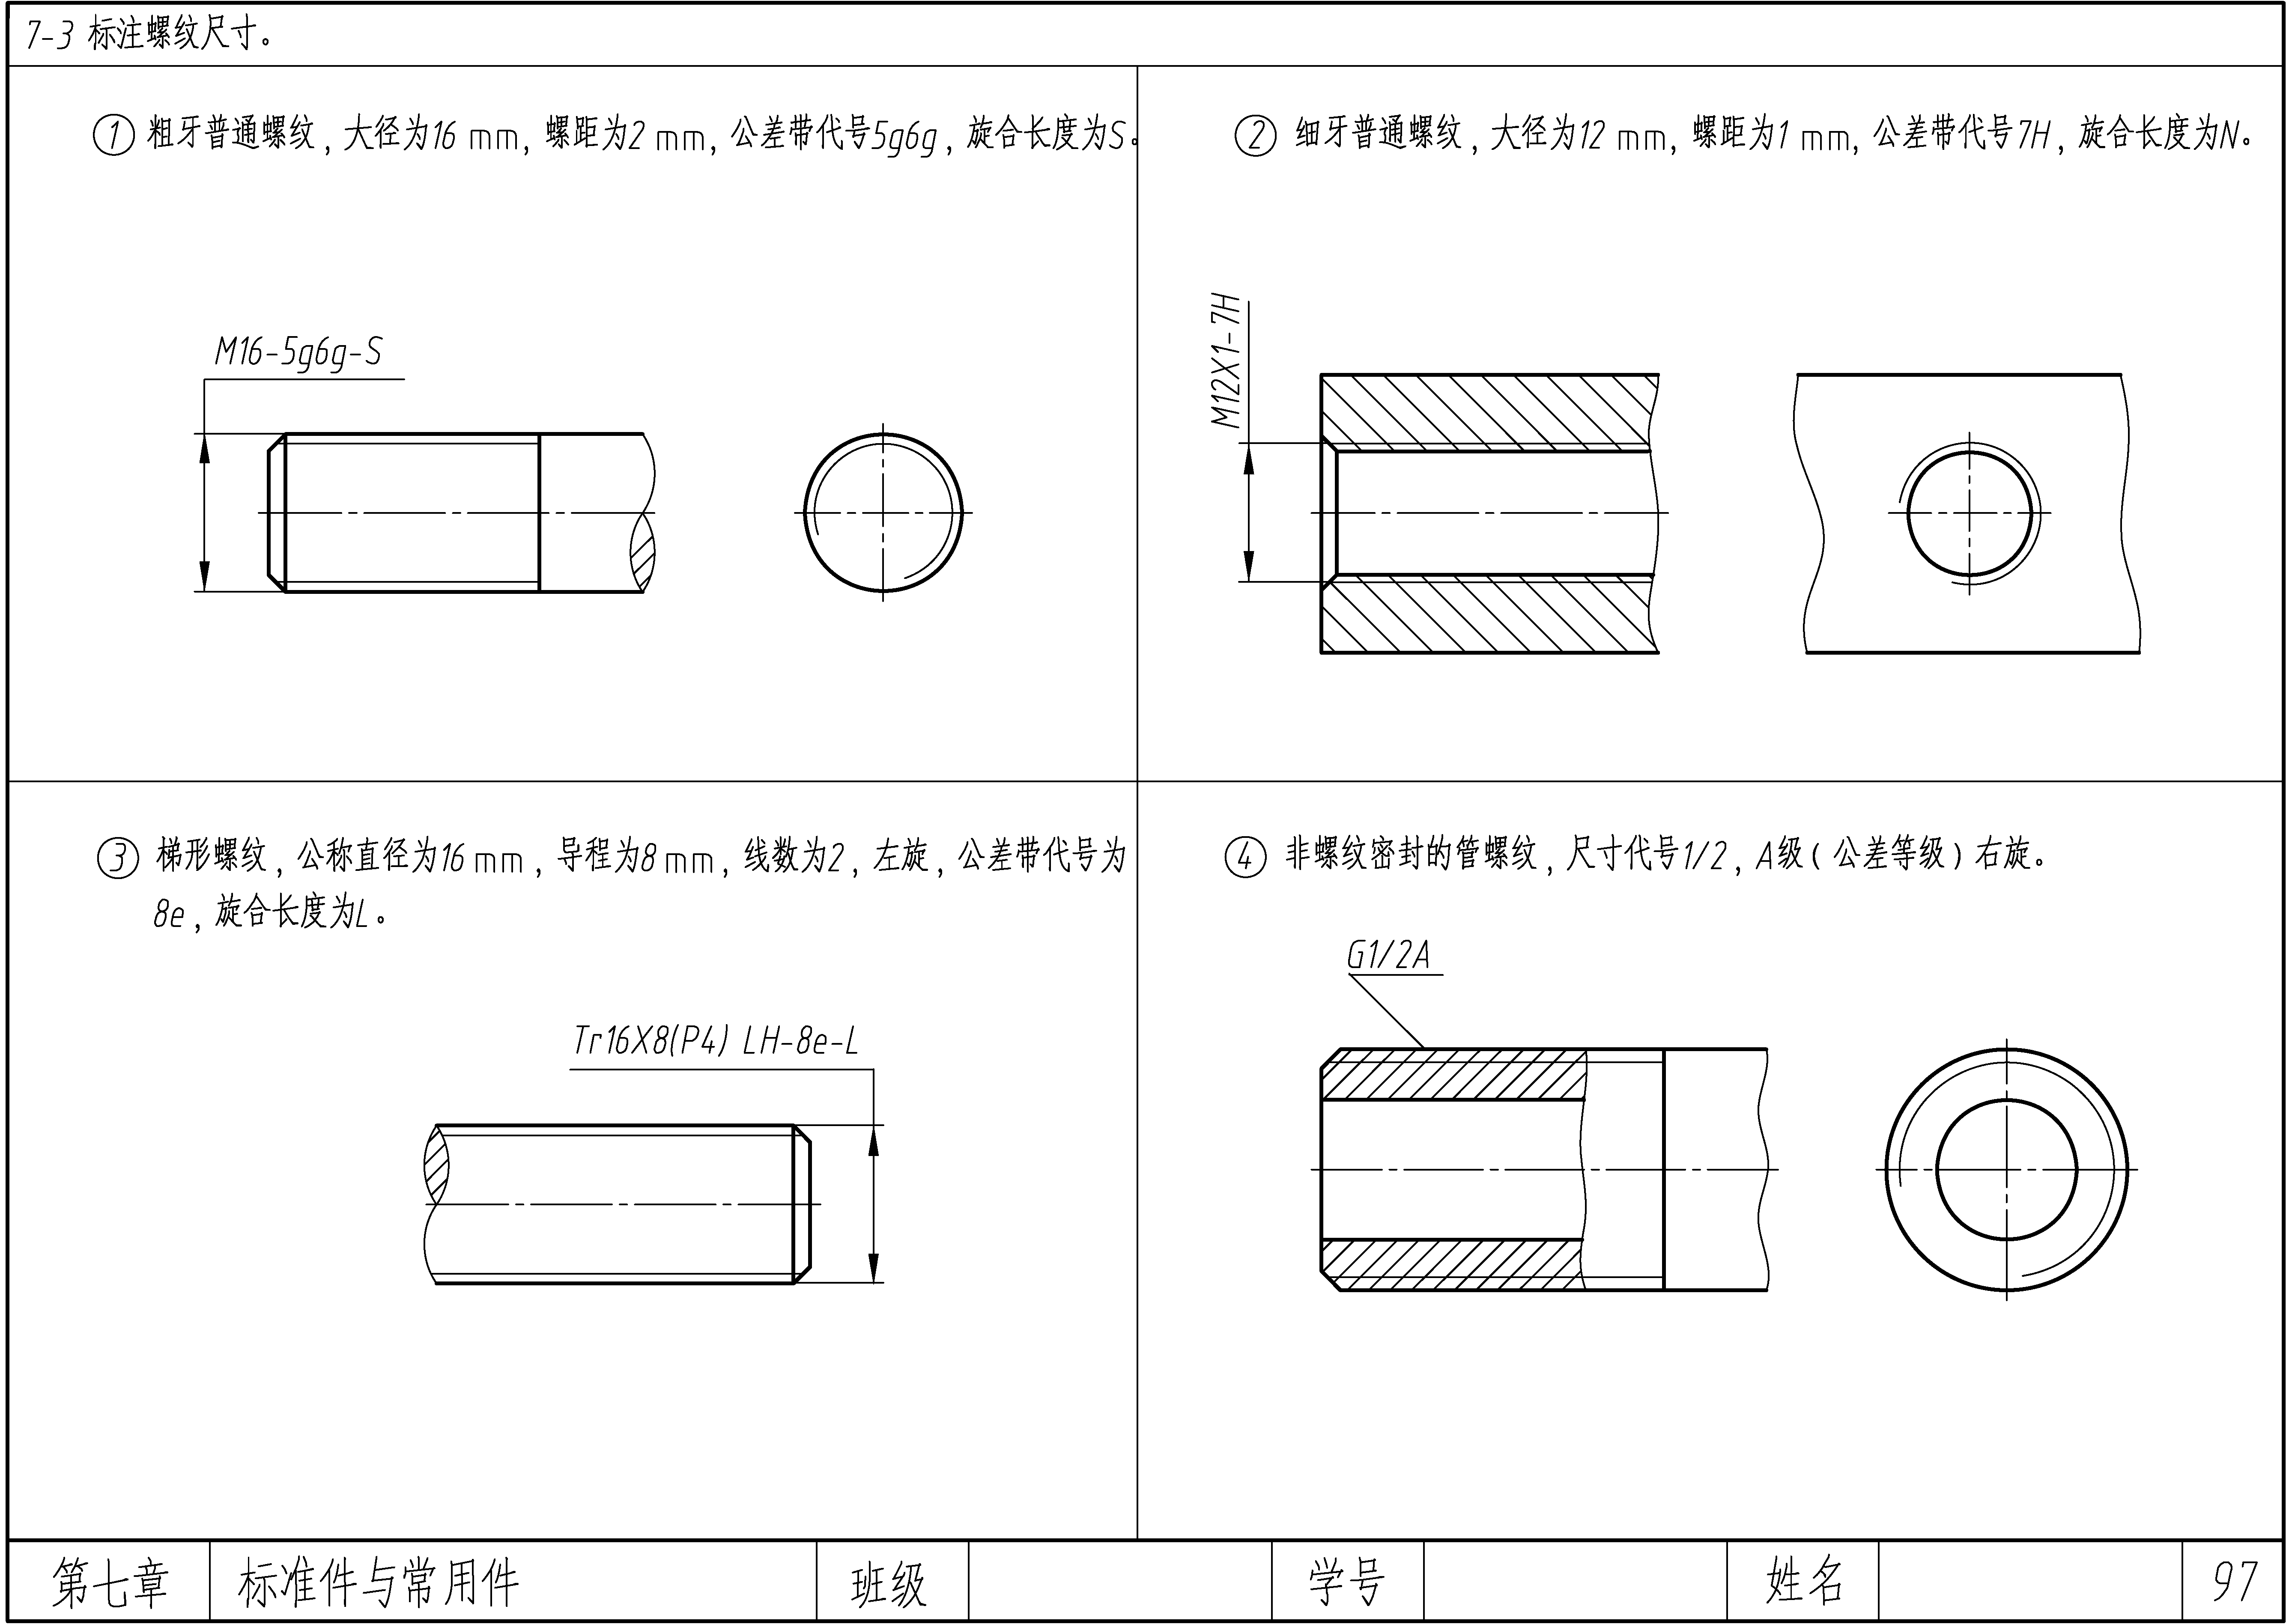 7-3 标注螺纹尺寸。
① 粗牙普通螺纹，大径为16 mm，螺距为2 mm，公差带代号5g6g，旋合长度为S。
② 细牙普通螺纹，大径为12 mm，螺距为1 mm，公差带代号7H，旋合长度为N。
M16-5g6g-S
M12X1-7H
③ 梯形螺纹，公称直径为16 mm，导程为8 mm，线数为2，左旋，公差带代号为
8e，旋合长度为L。
④ 非螺纹密封的管螺纹，尺寸代号1/2，A级（公差等级）右旋。
Tr16X8(P4) LH-8e-L
G1/2A
第七章 标准件与常用件 班级 学号 姓名 97